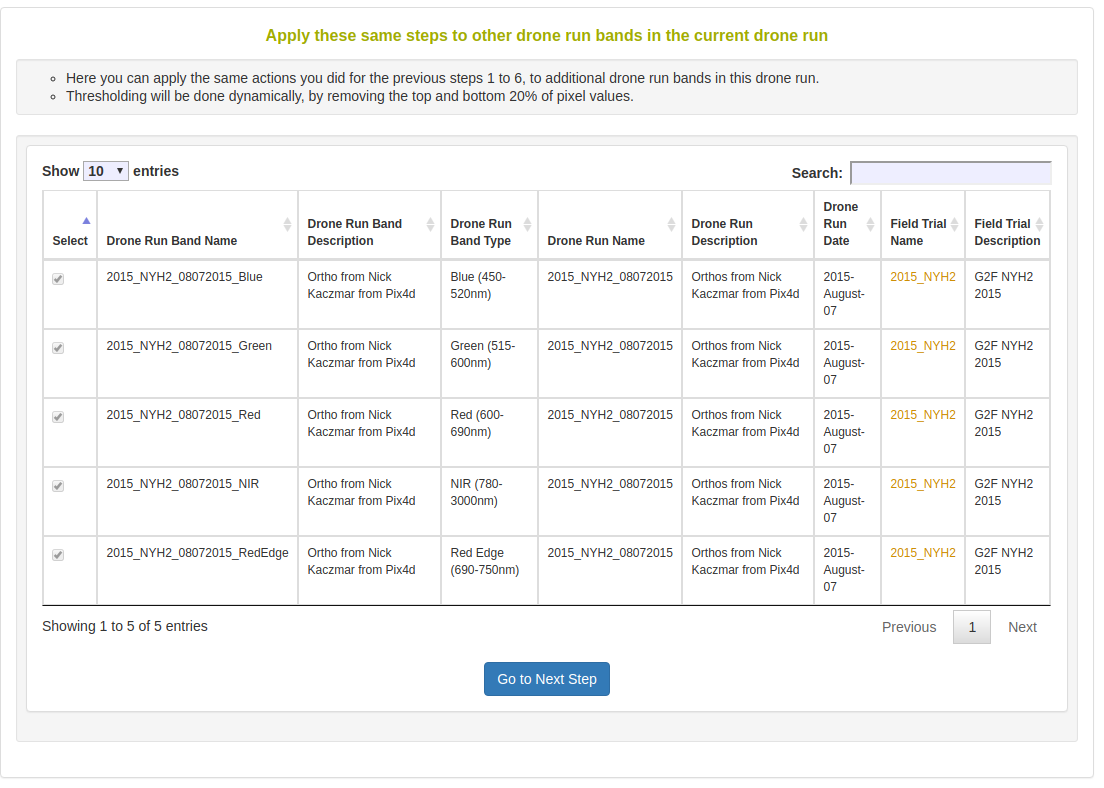 Apply these same steps to other drone run bands in the current drone run
Here you can apply the same actions you did for the previous steps 1 to 6, to additional drone run bands in this drone run.
Thresholding will be done dynamically, by removing the top and bottom 20% of pixel values.
Show 10 entries
Search:
Select
Drone Run Band Name
Drone Run Band
Description
Drone Run
Band Type
Drone Run Name
Drone Run
Description
Drone
Run
Date
Field Trial
Name
Field Trial
Description
2015_NYH2_08072015_Blue
Ortho from Nick
Kaczmar from Pix4d
Blue (450-
520nm)
2015_NYH2_08072015
Orthos from Nick
Kaczmar from Pix4d
2015-
August-
07
2015_NYH2
G2F NYH2
2015
2015_NYH2_08072015_Green
Ortho from Nick
Kaczmar from Pix4d
Green (515-
600nm)
2015_NYH2_08072015
Orthos from Nick
Kaczmar from Pix4d
2015-
August-
07
2015_NYH2
G2F NYH2
2015
2015_NYH2_08072015_Red
Ortho from Nick
Kaczmar from Pix4d
Red (600-
690nm)
2015_NYH2_08072015
Orthos from Nick
Kaczmar from Pix4d
2015-
August-
07
2015_NYH2
G2F NYH2
2015
2015_NYH2_08072015_NIR
Ortho from Nick
Kaczmar from Pix4d
NIR (780-
3000nm)
2015_NYH2_08072015
Orthos from Nick
Kaczmar from Pix4d
2015-
August-
07
2015_NYH2
G2F NYH2
2015
2015_NYH2_08072015_RedEdge
Ortho from Nick
Kaczmar from Pix4d
Red Edge
(690-750nm)
2015_NYH2_08072015
Orthos from Nick
Kaczmar from Pix4d
2015-
August-
07
2015_NYH2
G2F NYH2
2015
Showing 1 to 5 of 5 entries
Previous 1 Next
Go to Next Step